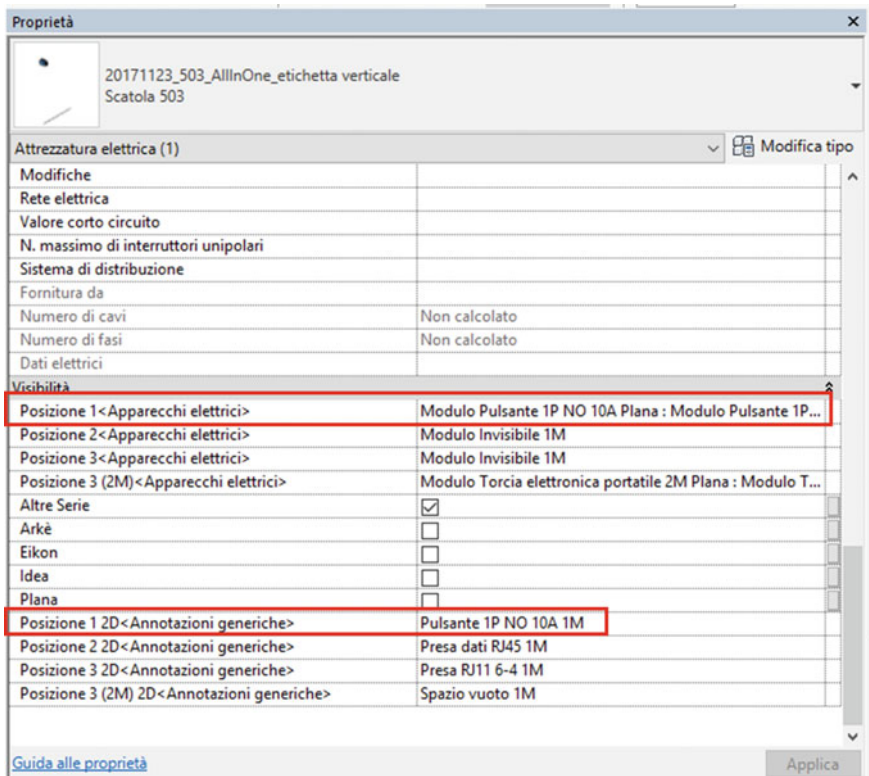 Proprietà
20171123_503_AllInOne_etichetta verticale
Scatola 503
Attrezzatura elettrica (1) Modifica tipo
Modifiche
Rete elettrica
Valore corto circuito
N. massimo di interruttori unipolari
Sistema di distribuzione
Fornitura da
Numero di cavi Non calcolato
Numero di fasi Non calcolato
Dati elettrici
Visibilità
Posizione 1<Apparecchi elettrici> Modulo Pulsante 1P NO 10A Plana : Modulo Pulsante 1P...
Posizione 2<Apparecchi elettrici> Modulo Invisibile 1M
Posizione 3<Apparecchi elettrici> Modulo Invisibile 1M
Posizione 3 (2M)<Apparecchi elettrici> Modulo Torcia elettronica portatile 2M Plana : Modulo T...
Altre Serie
Arkè
Eikon
Idea
Plana
Posizione 1 2D<Annotazioni generiche> Pulsante 1P NO 10A 1M
Posizione 2 2D<Annotazioni generiche> Presa dati RJ45 1M
Posizione 3 2D<Annotazioni generiche> Presa RJ11 6-4 1M
Posizione 3 (2M) 2D<Annotazioni generiche> Spazio vuoto 1M
Guida alle proprietà Applica